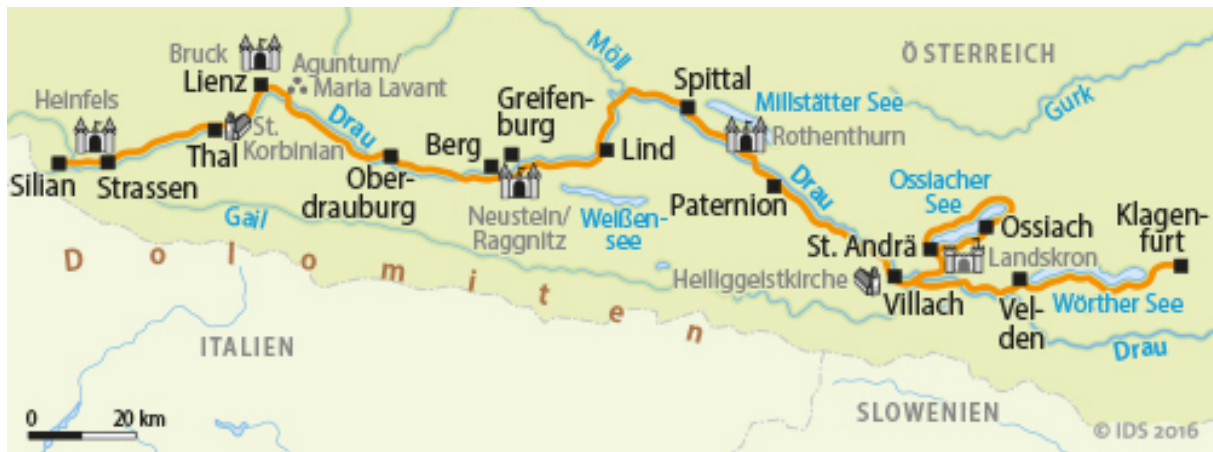 Bruck
Lienz
Aguntum/
Maria Lavant
Heinfels
St.
Korbinian
Thal
Silian
Strassen
Drau
Ober-
drauburg
Berg
Greifen-
burg
Neustein/
Raggnitz
Möll
Lind
Spittal
Millstätter See
Rothenthurn
ÖSTERREICH
Gurk
Weißen-
see
Paternion
Drau
Ossiacher
See
Ossiach
St. Andrä
Landskron
Klagen-
furt
Heiliggeistkirche
Villach
Vel-
den
Wörther See
Drau
Gail
Dolomiten
ITALIEN
SLOWENIEN
0 20 km
© IDS 2016